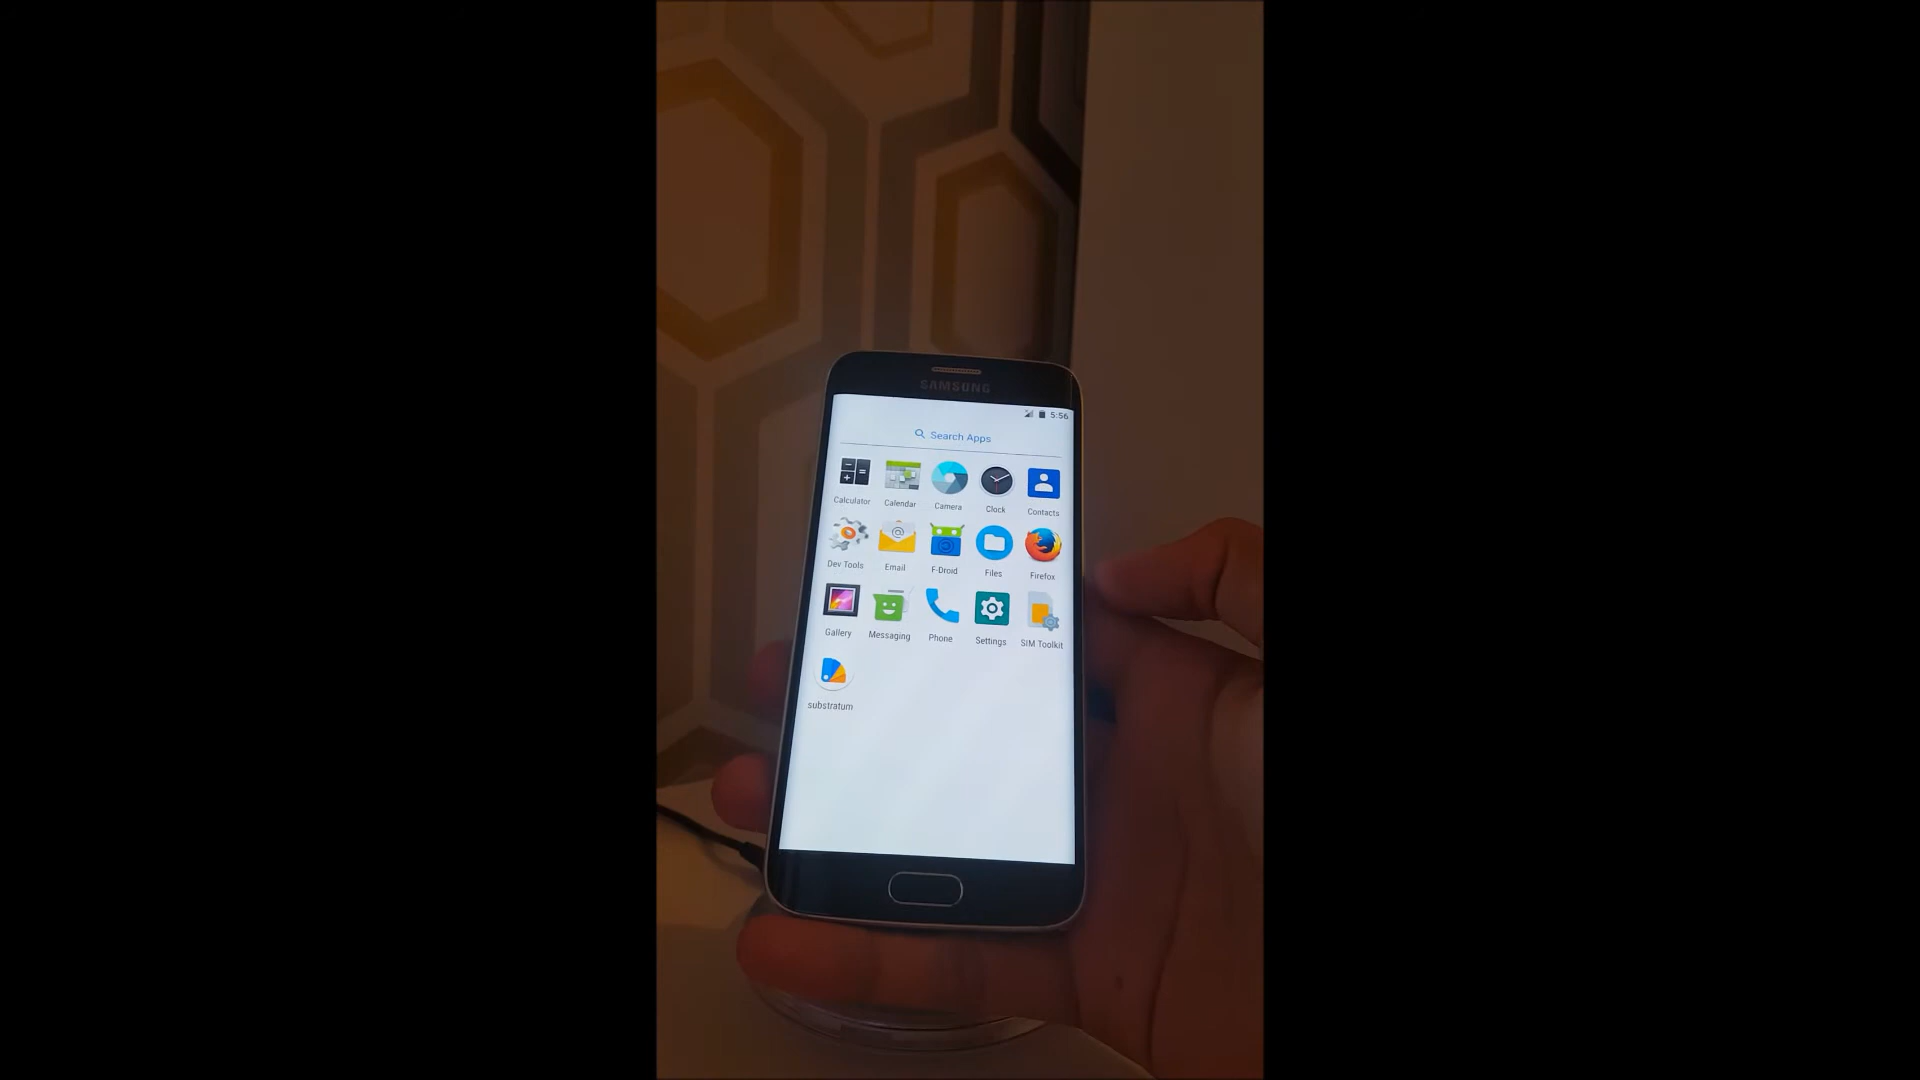 SAMSUNG
5:56
Search Apps
Calculator Calendar Camera Clock Contacts
Dev Tools Email F-Droid Files Firefox
Gallery Messaging Phone Settings SIM Toolkit
substratum